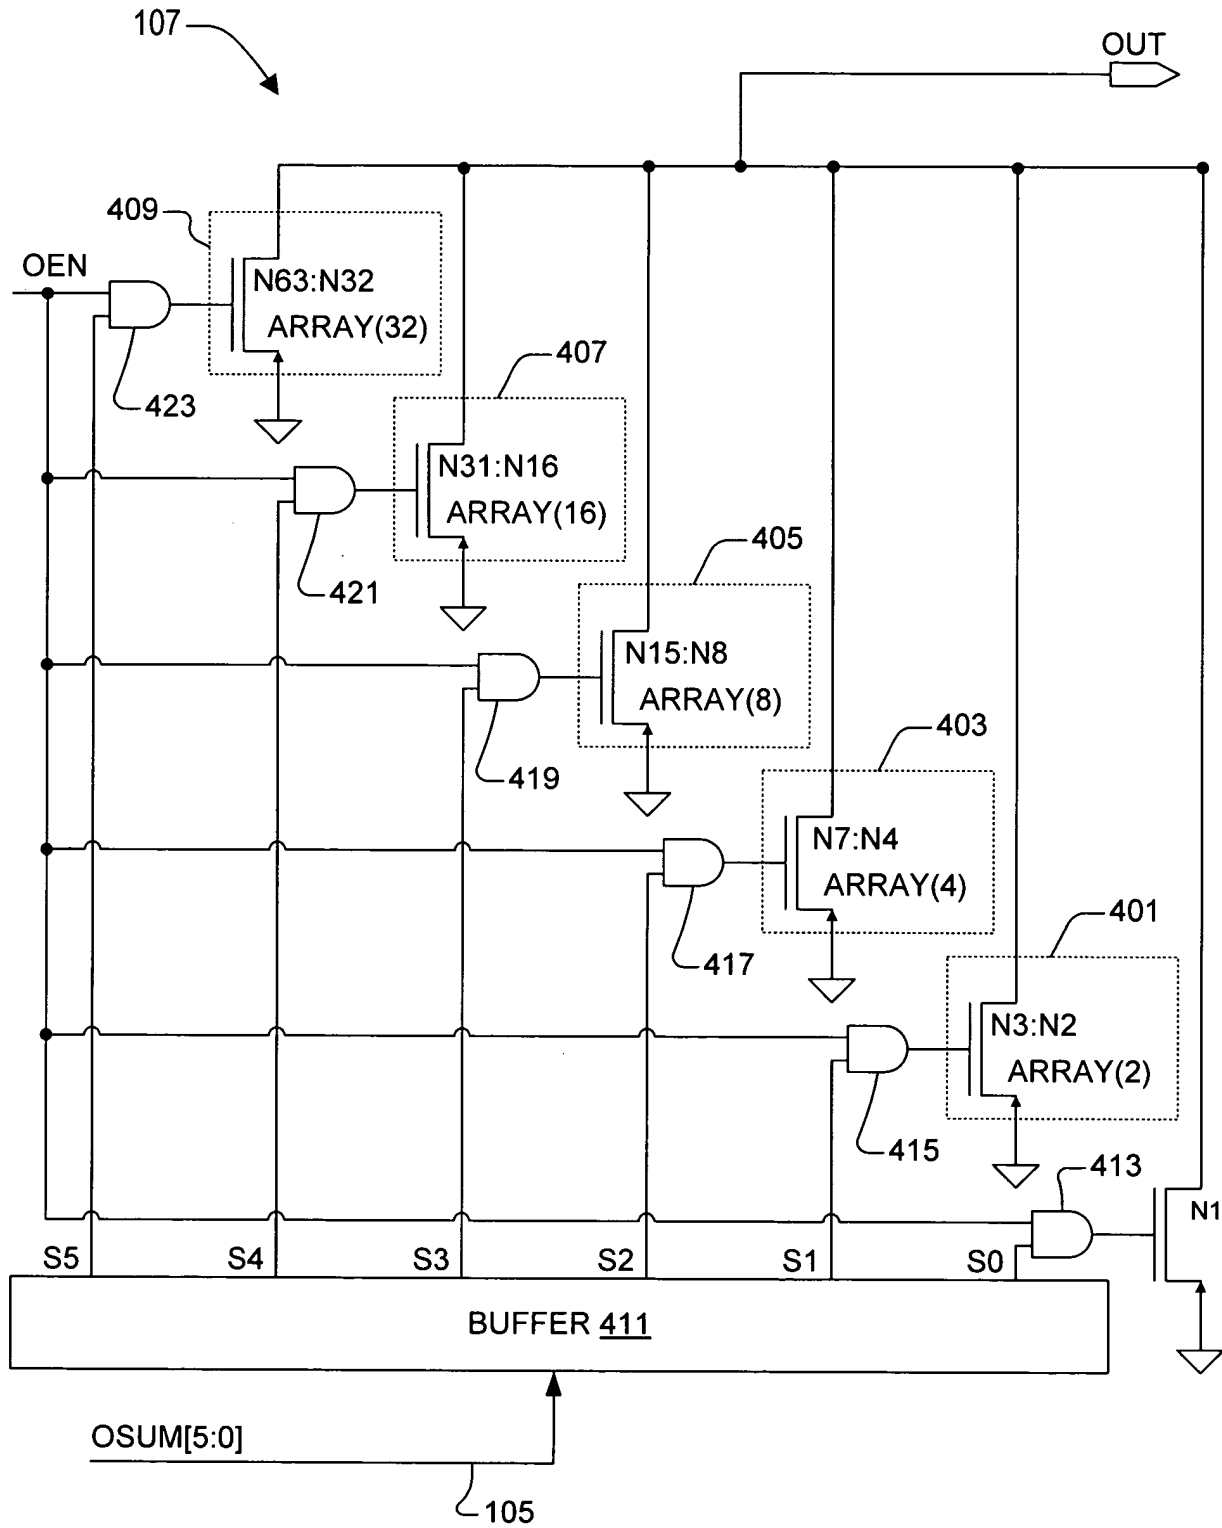 107
OUT
409
OEN
N63:N32
ARRAY(32)
407
423
N31:N16
ARRAY(16)
405
421
N15:N8
ARRAY(8)
403
419
N7:N4
ARRAY(4)
401
417
N3:N2
ARRAY(2)
415
413
N1
S5
S4
S3
S2
S1
S0
BUFFER 411
OSUM[5:0]
105